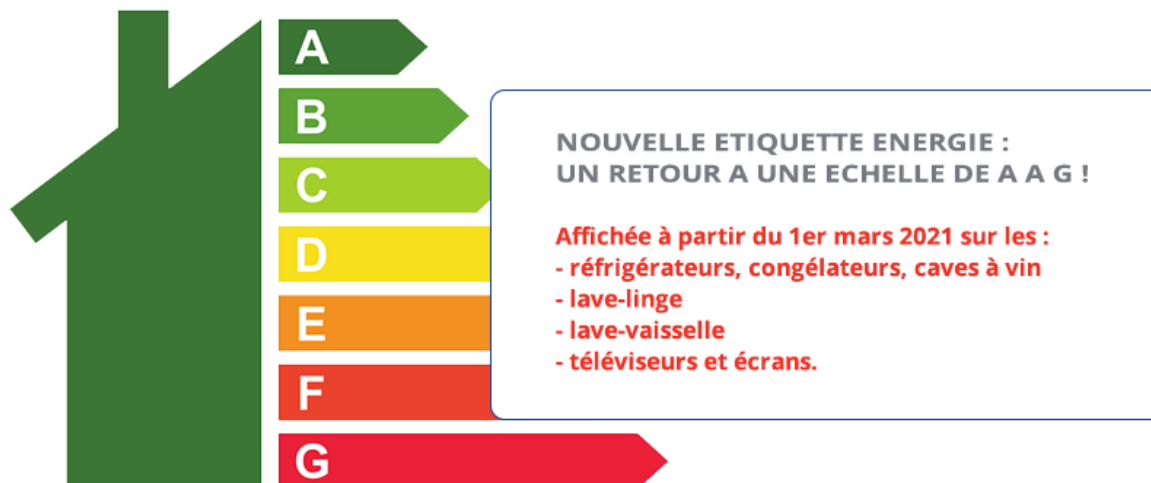 A
B
C
D
E
F
G
NOUVELLE ETIQUETTE ENERGIE :
UN RETOUR A UNE ECHELLE DE A A G !
Affichée à partir du 1er mars 2021 sur les :
- réfrigérateurs, congélateurs, caves à vin
- lave-linge
- lave-vaisselle
- téléviseurs et écrans.